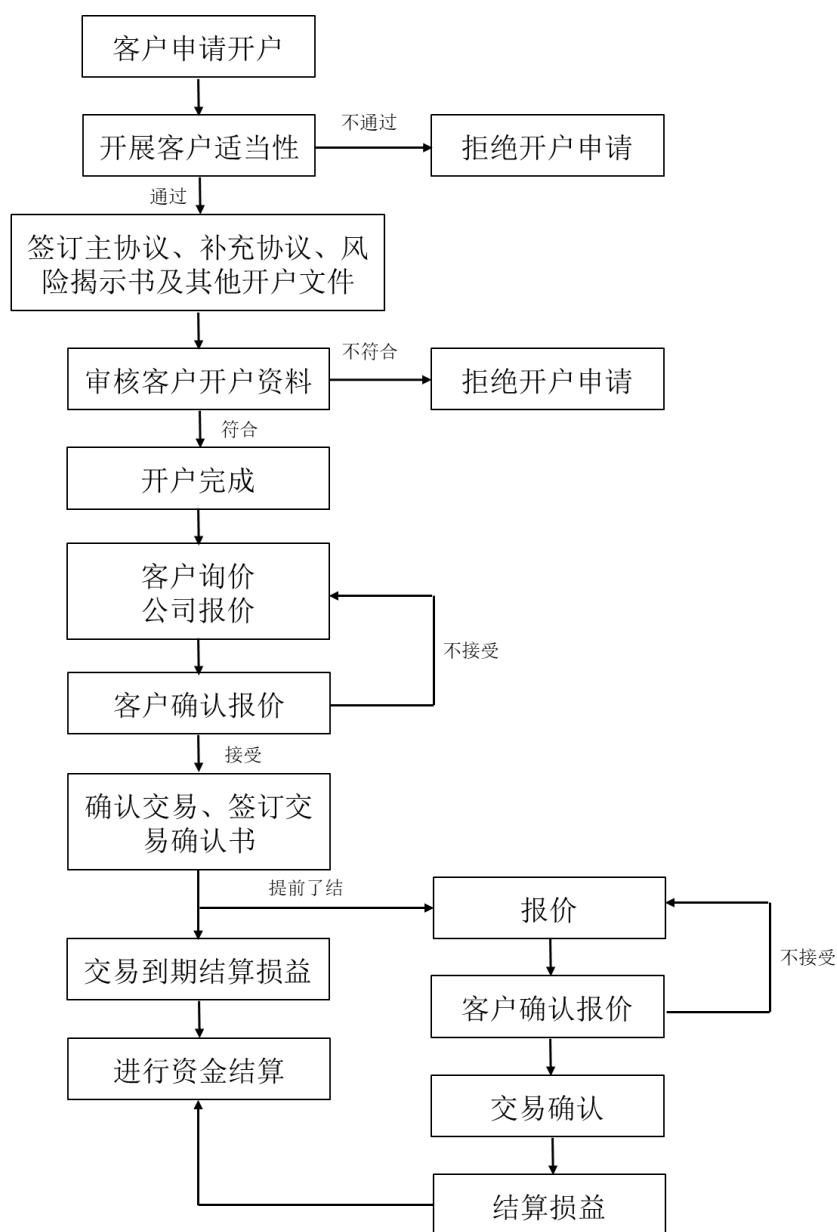 客户申请开户
开展客户适当性
不通过
拒绝开户申请
通过
签订主协议、补充协议、风
险揭示书及其他开户文件
审核客户开户资料
不符合
拒绝开户申请
符合
开户完成
客户询价
公司报价
不接受
客户确认报价
接受
确认交易、签订交
易确认书
提前了结
报价
不接受
交易到期结算损益
客户确认报价
进行资金结算
交易确认
结算损益